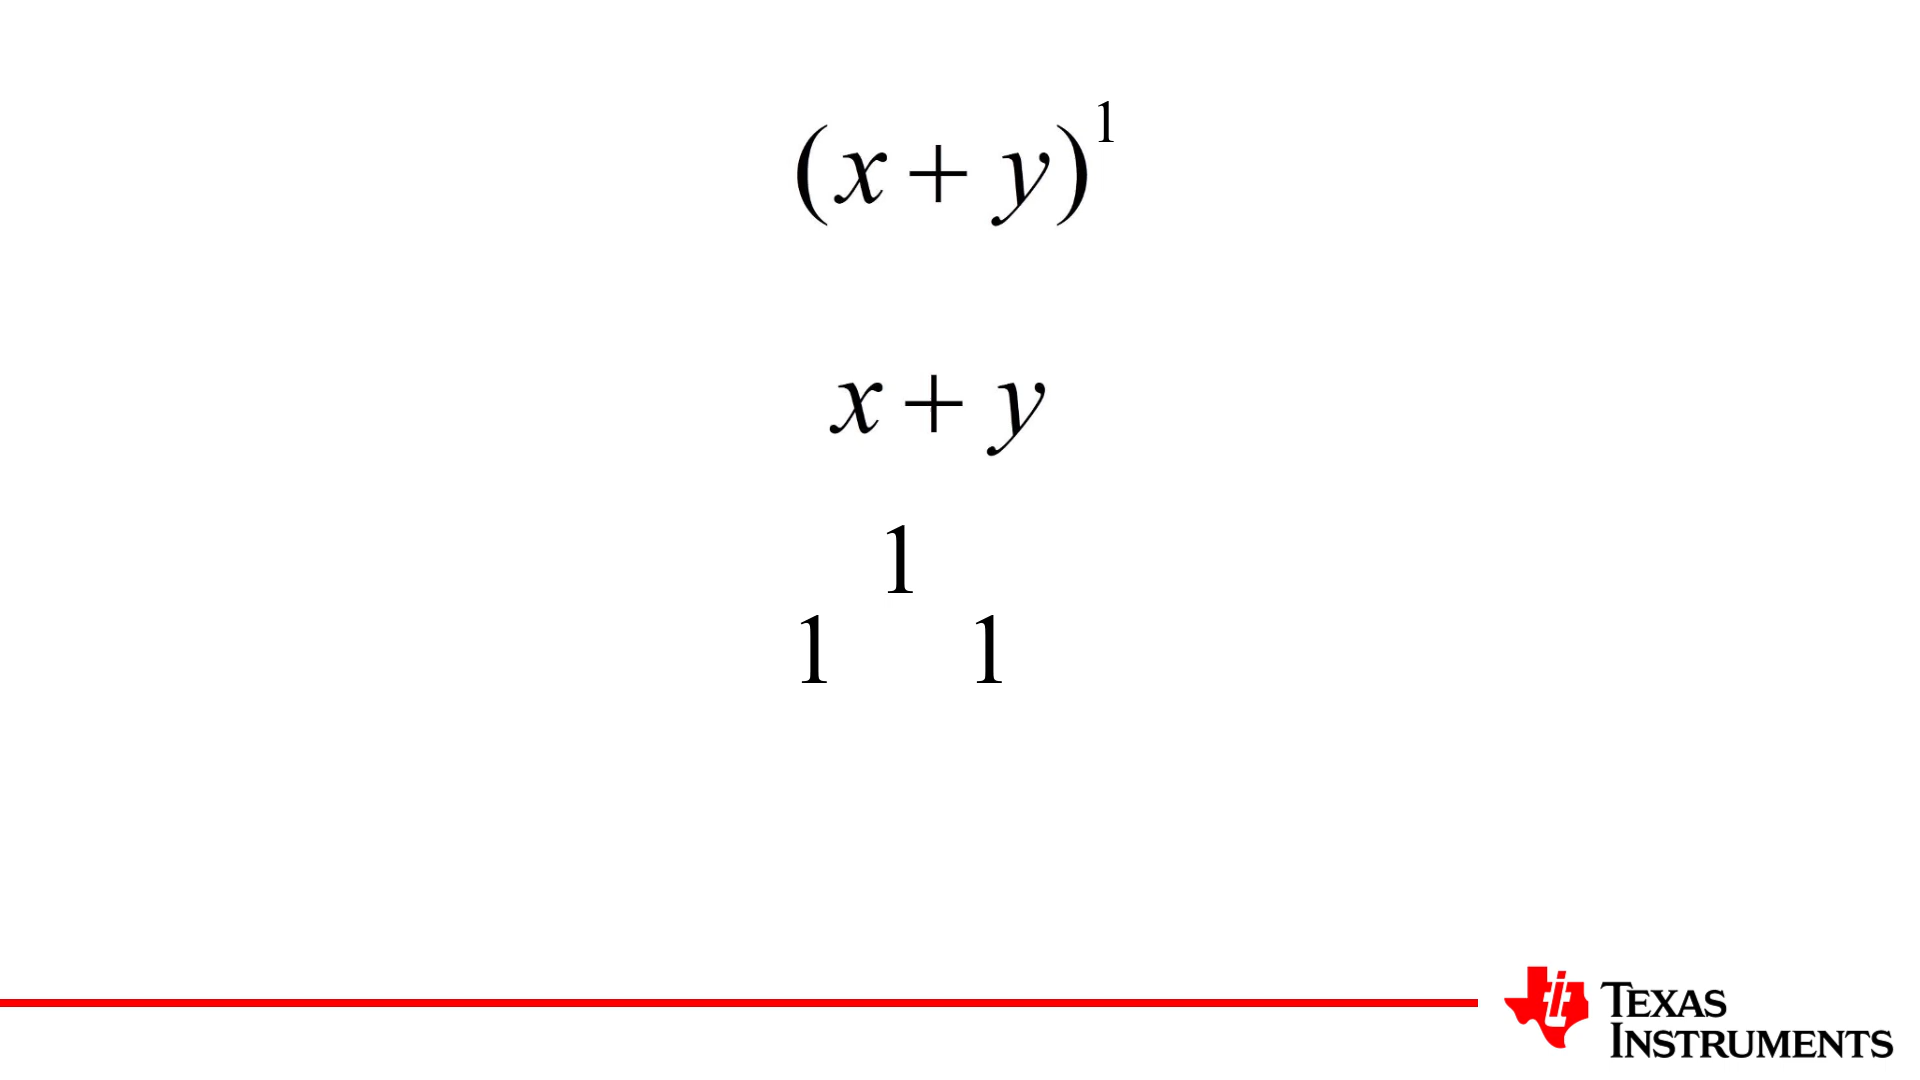 (x + y)¹
x + y
1
1 1
TEXAS
INSTRUMENTS